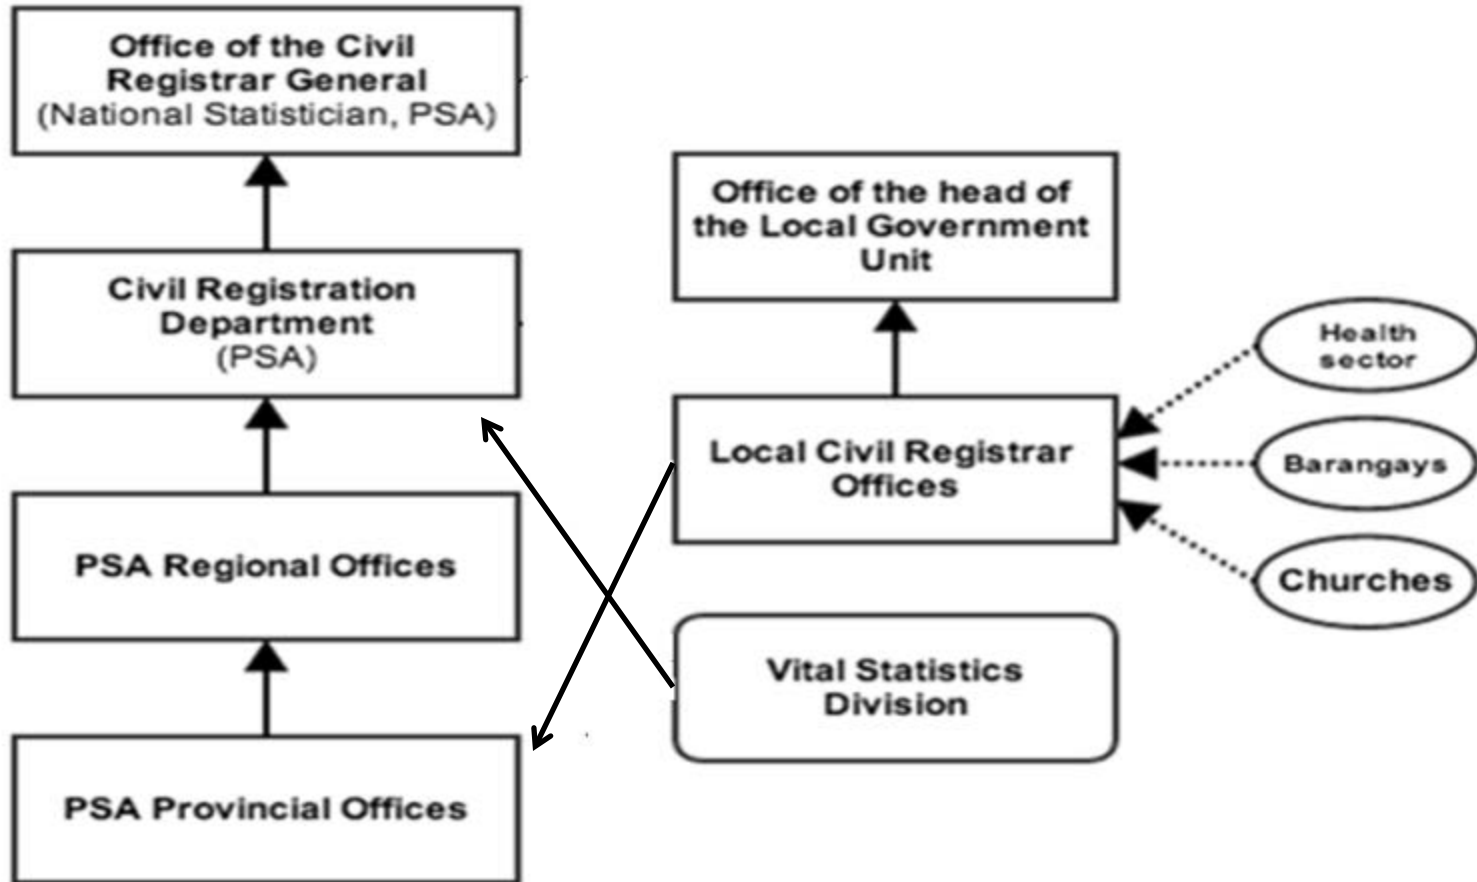 Office of the Civil
Registrar General
(National Statistician, PSA)
Civil Registration
Department
(PSA)
PSA Regional Offices
PSA Provincial Offices
Office of the head of
the Local Government
Unit
Local Civil Registrar
Offices
Vital Statistics
Division
Health
sector
Barangays
Churches